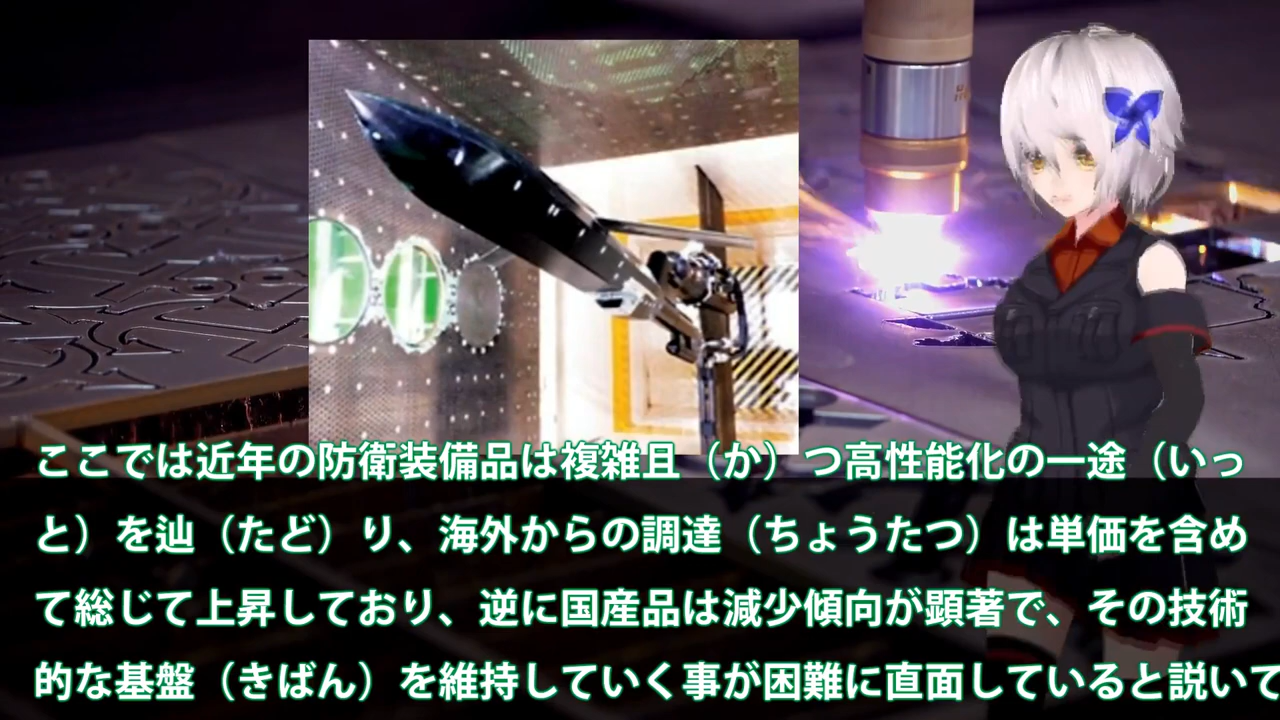 ここでは近年の防衛装備品は複雑且（か）つ高性能化の一途（いっ
と）を辿（たど）り、海外からの調達（ちょうたつ）は単価を含め
て総じて上昇しており、逆に国産品は減少傾向が顕著で、その技術
的な基盤（きばん）を維持していく事が困難に直面していると説いて